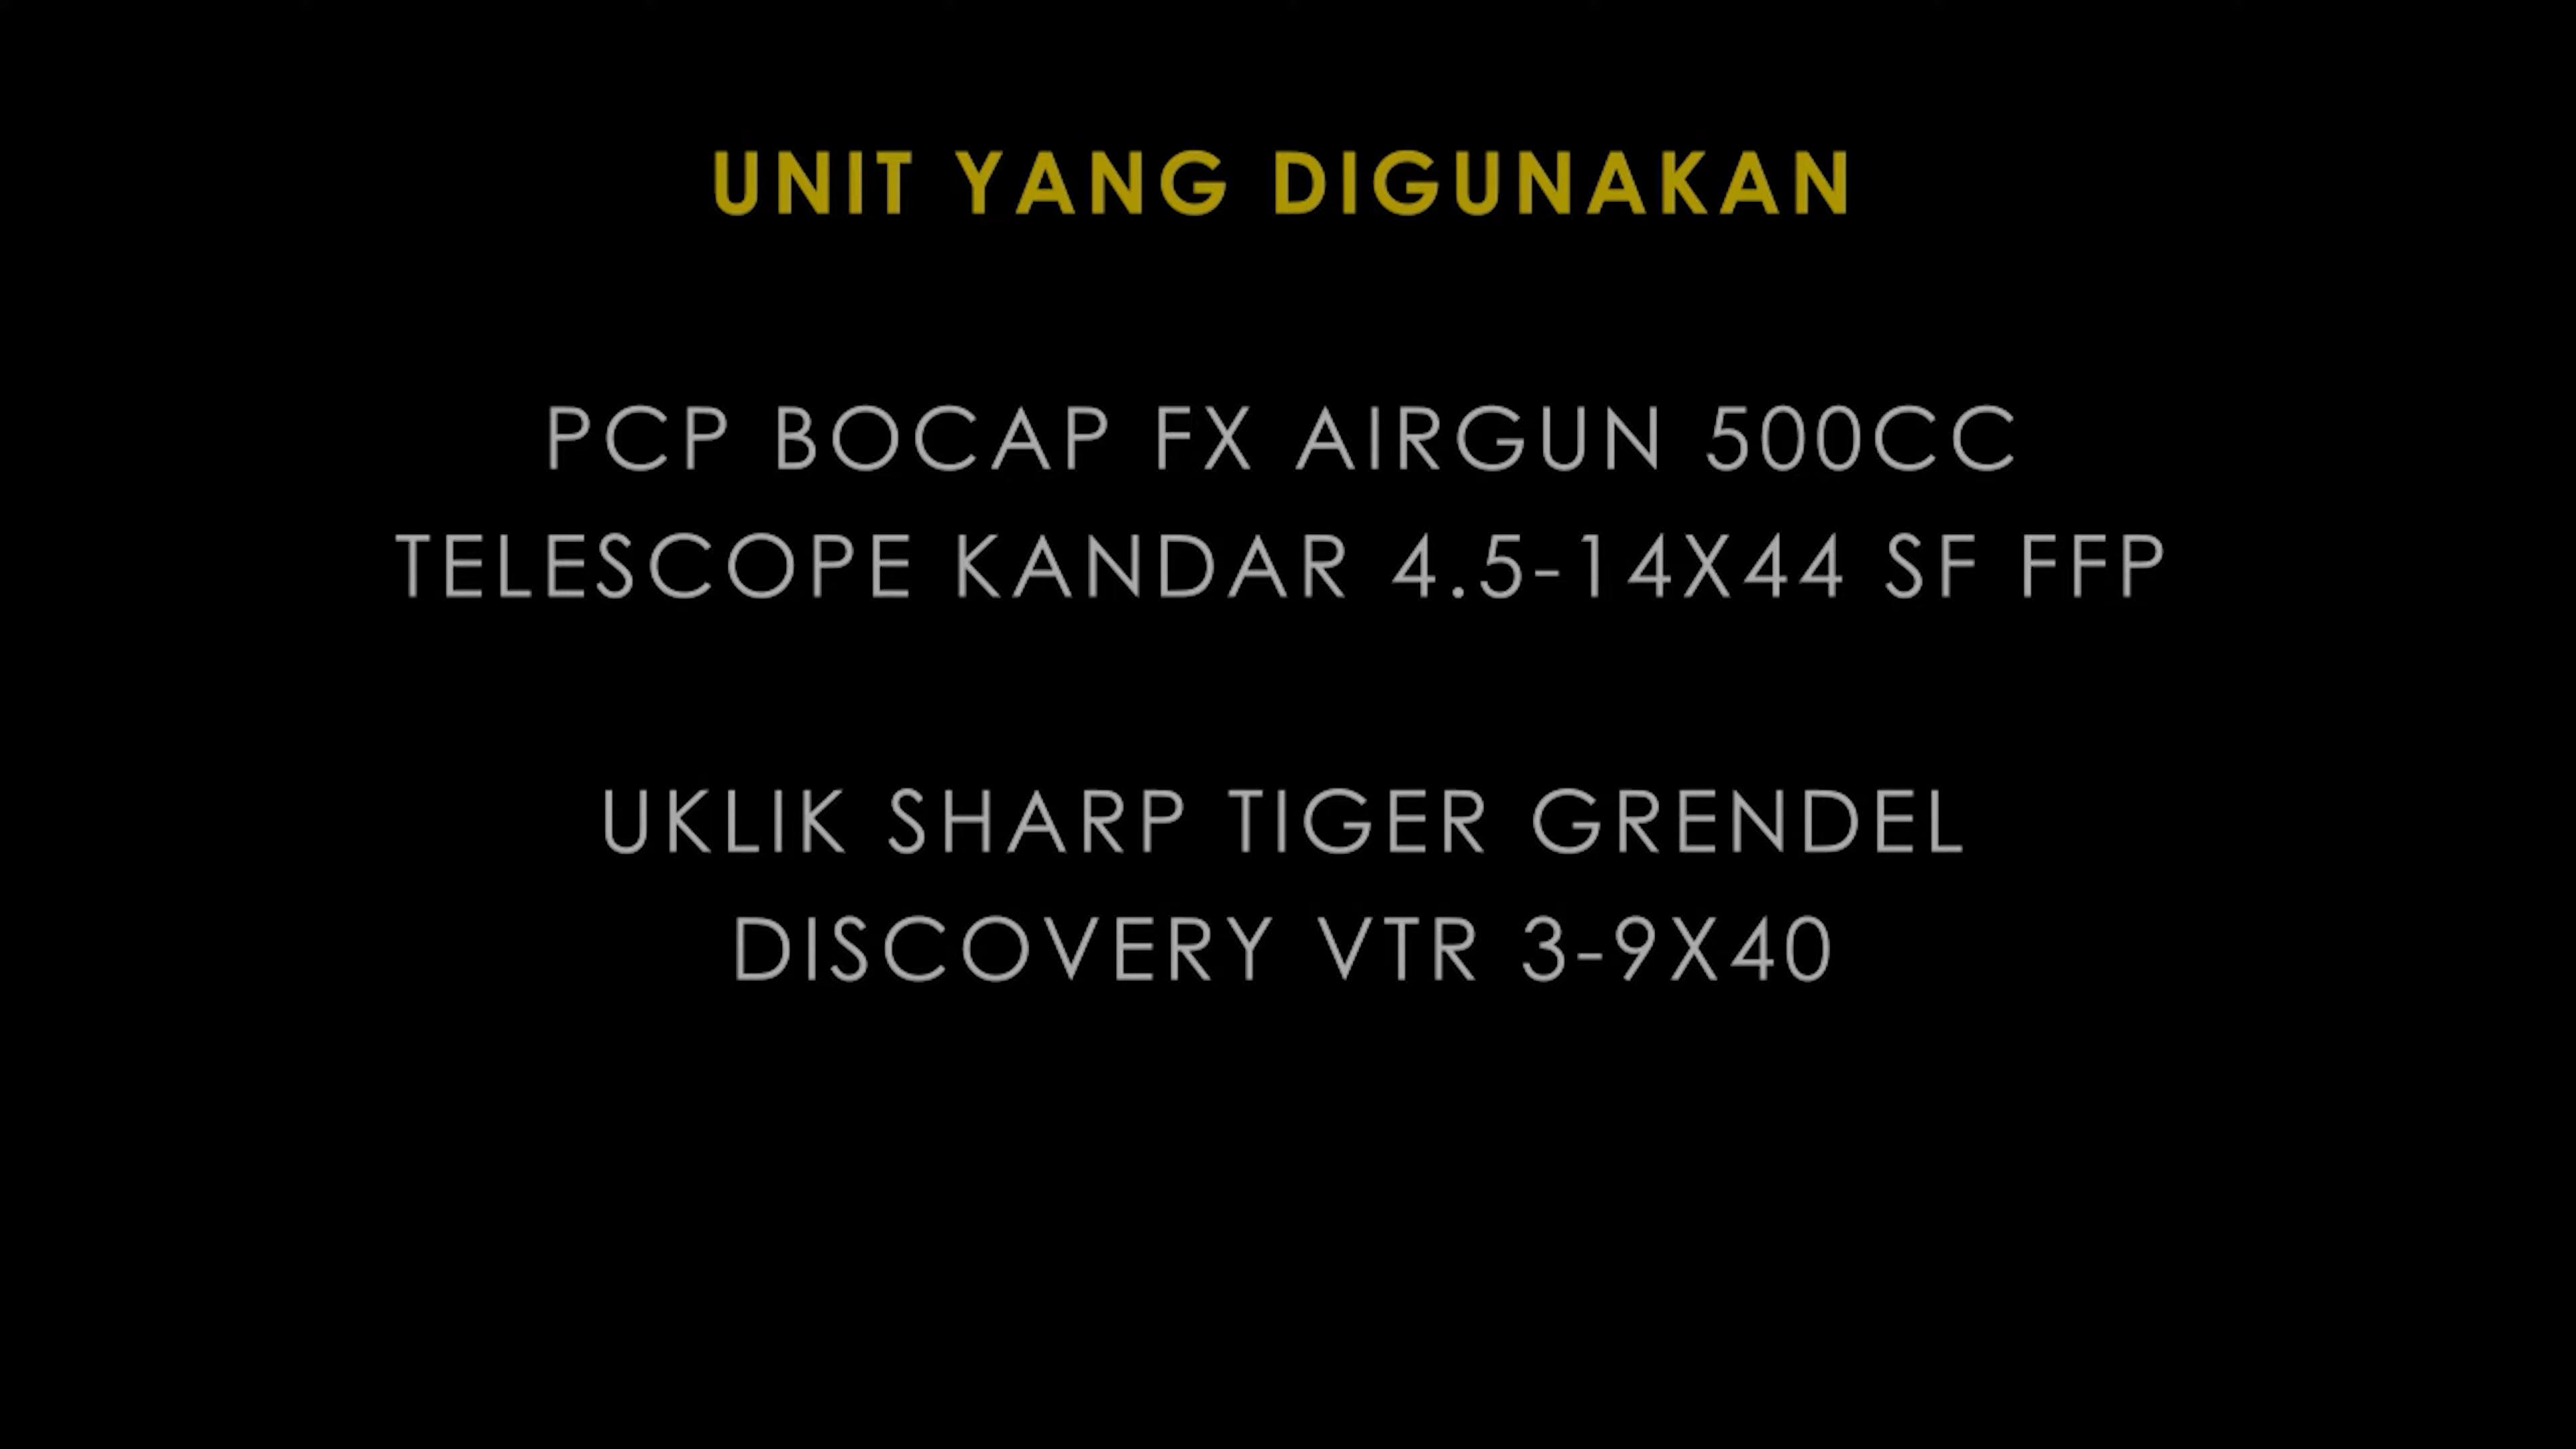 UNIT YANG DIGUNAKAN
PCP BOCAP FX AIRGUN 500CC
TELESCOPE KANDAR 4.5-14X44 SF FFP
UKLIK SHARP TIGER GRENDEL
DISCOVERY VTR 3-9X40